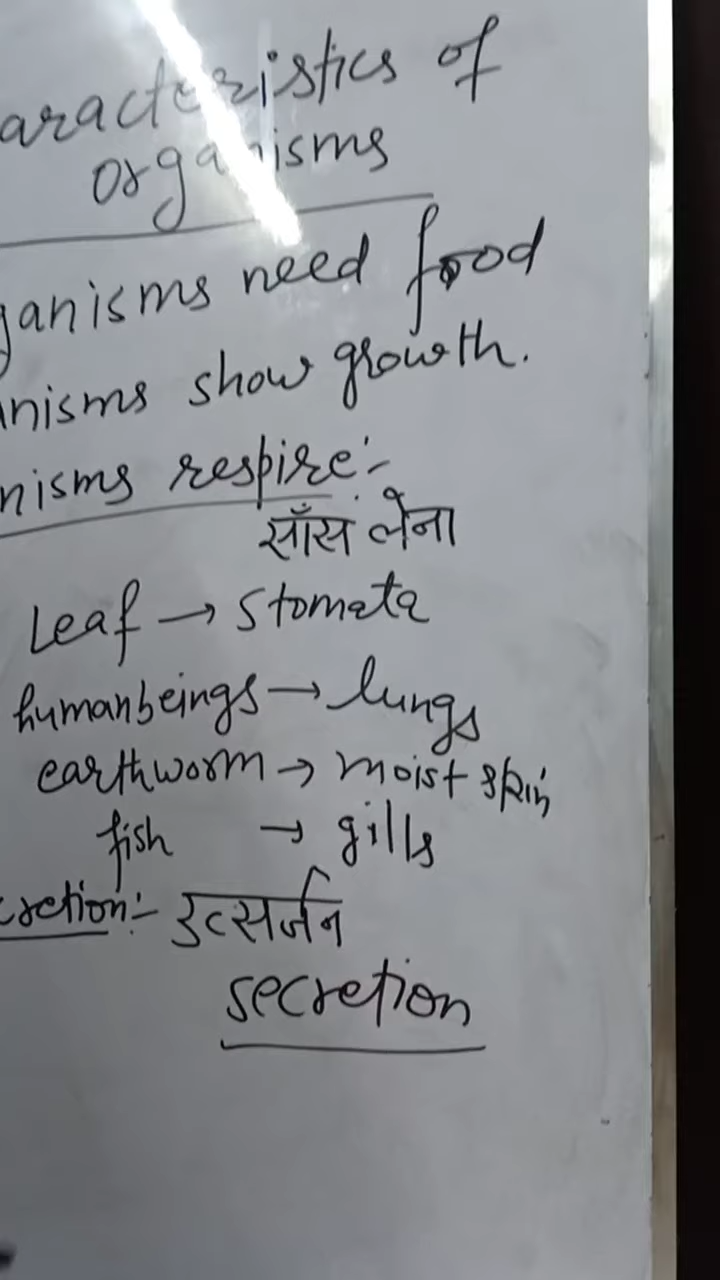 aracteristics of
organisms
ganisms need food
nisms show growth.
nisms respire:-
साँस लेना
Leaf → Stomata
humanbeings → lungs
earthworm → moist skin
fish → gills
cretion:- उत्सर्जन
secretion